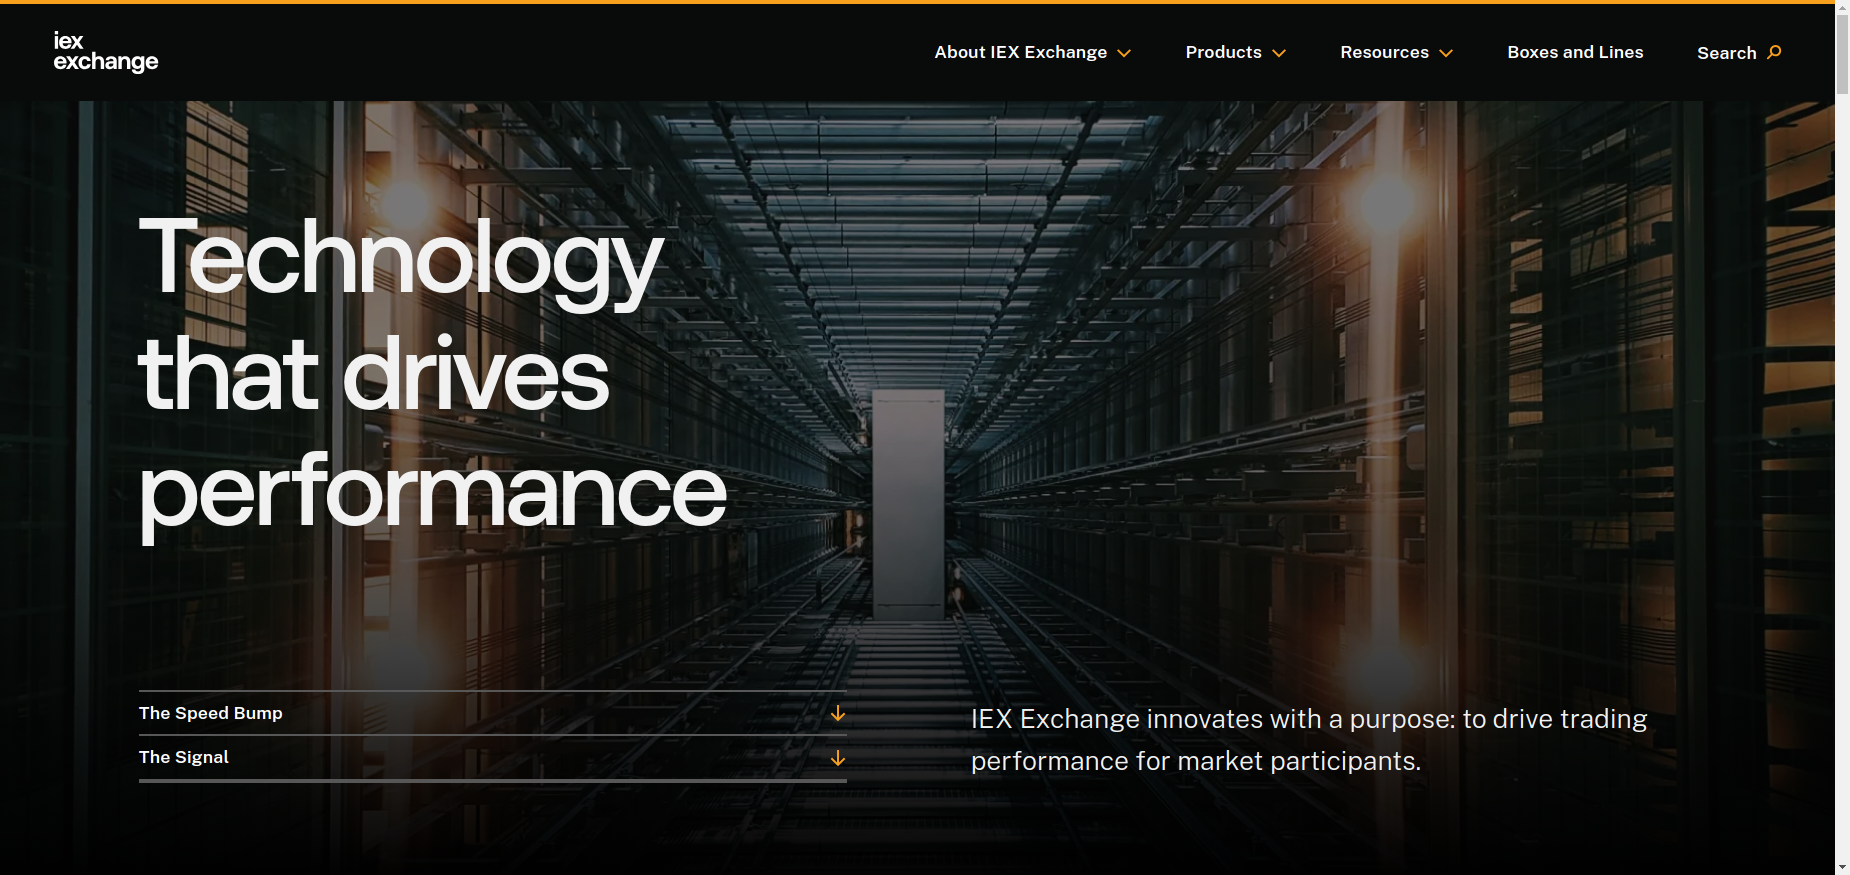 iex
exchange
About IEX Exchange
Products
Resources
Boxes and Lines
Search
Technology
that drives
performance
The Speed Bump
The Signal
IEX Exchange innovates with a purpose: to drive trading
performance for market participants.